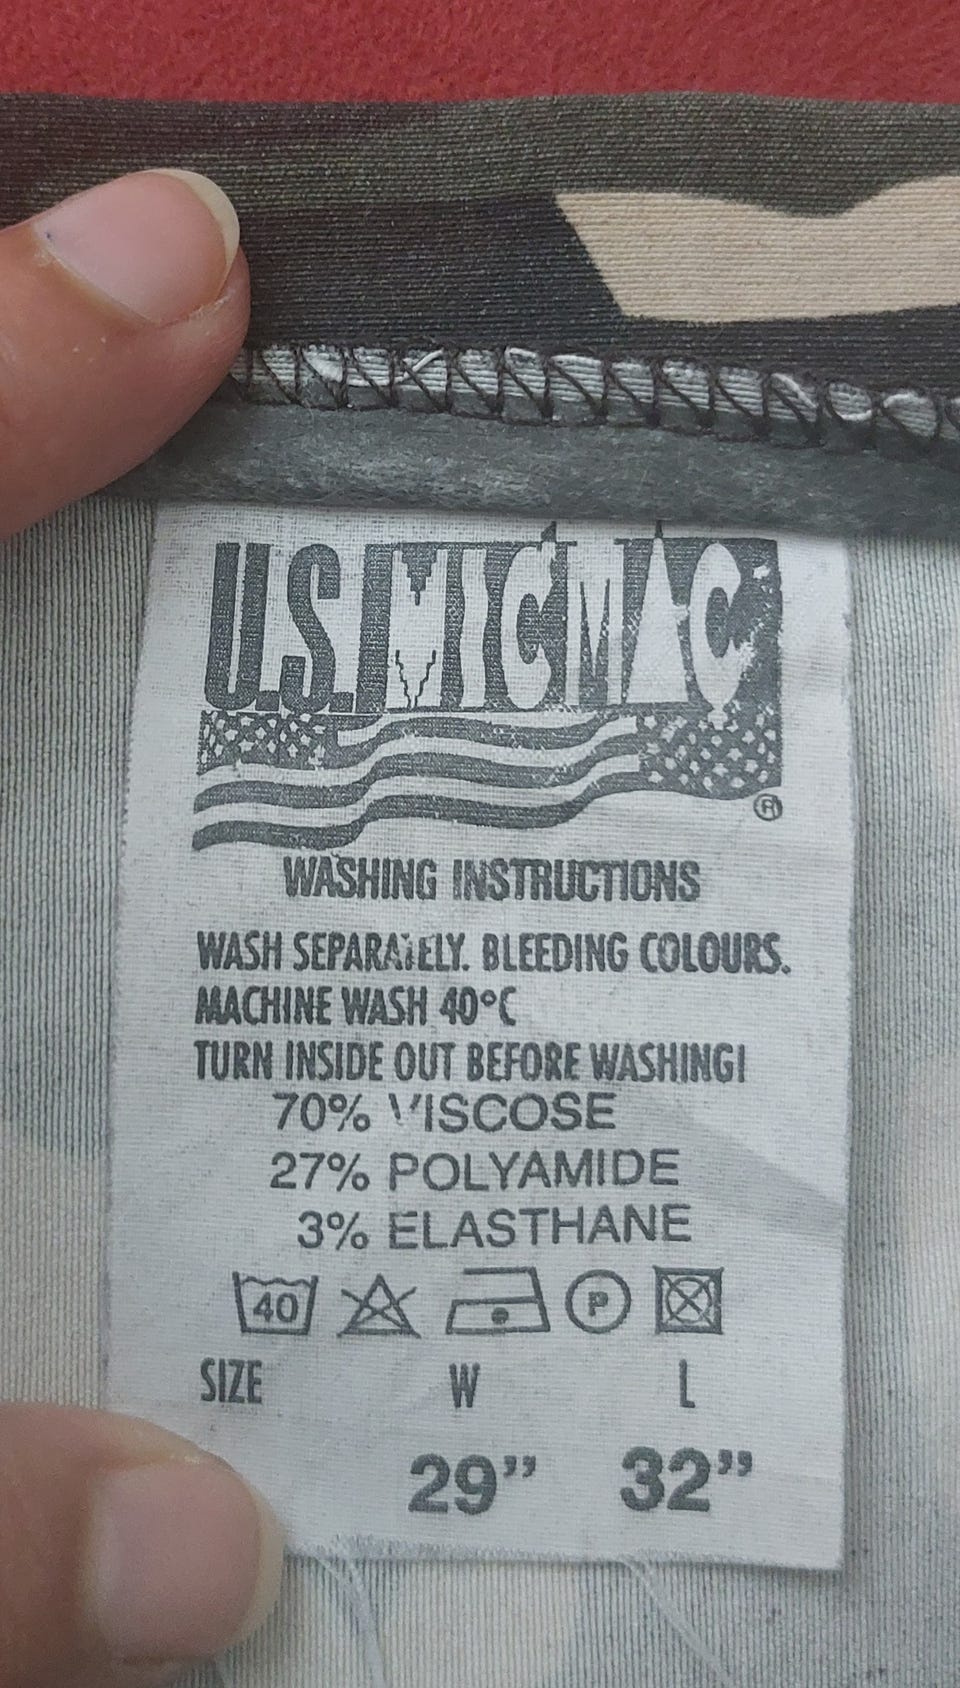 U.S. MICMAC
®
WASHING INSTRUCTIONS
WASH SEPARATELY. BLEEDING COLOURS.
MACHINE WASH 40°C
TURN INSIDE OUT BEFORE WASHING!
70% VISCOSE
27% POLYAMIDE
3% ELASTHANE
40 P
SIZE W L
29” 32”